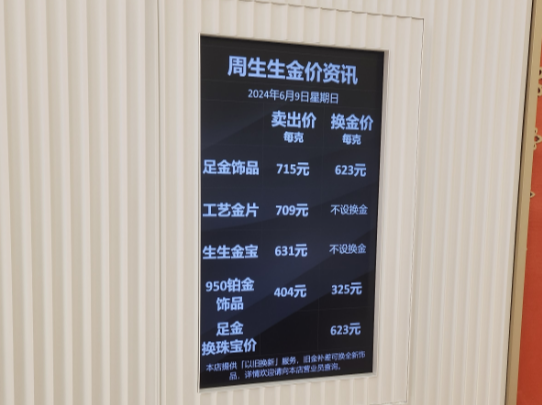 周生生金价资讯
2024年6月9日星期日
卖出价 换金价
每克 每克
足金饰品 715元 623元
工艺金片 709元 不设换金
生生金宝 631元 不设换金
950铂金
饰品 404元 325元
足金
换珠宝价 623元
本店提供「以旧换新」服务，旧金补差可换全新饰
品，详情欢迎请向本店营业员查询。